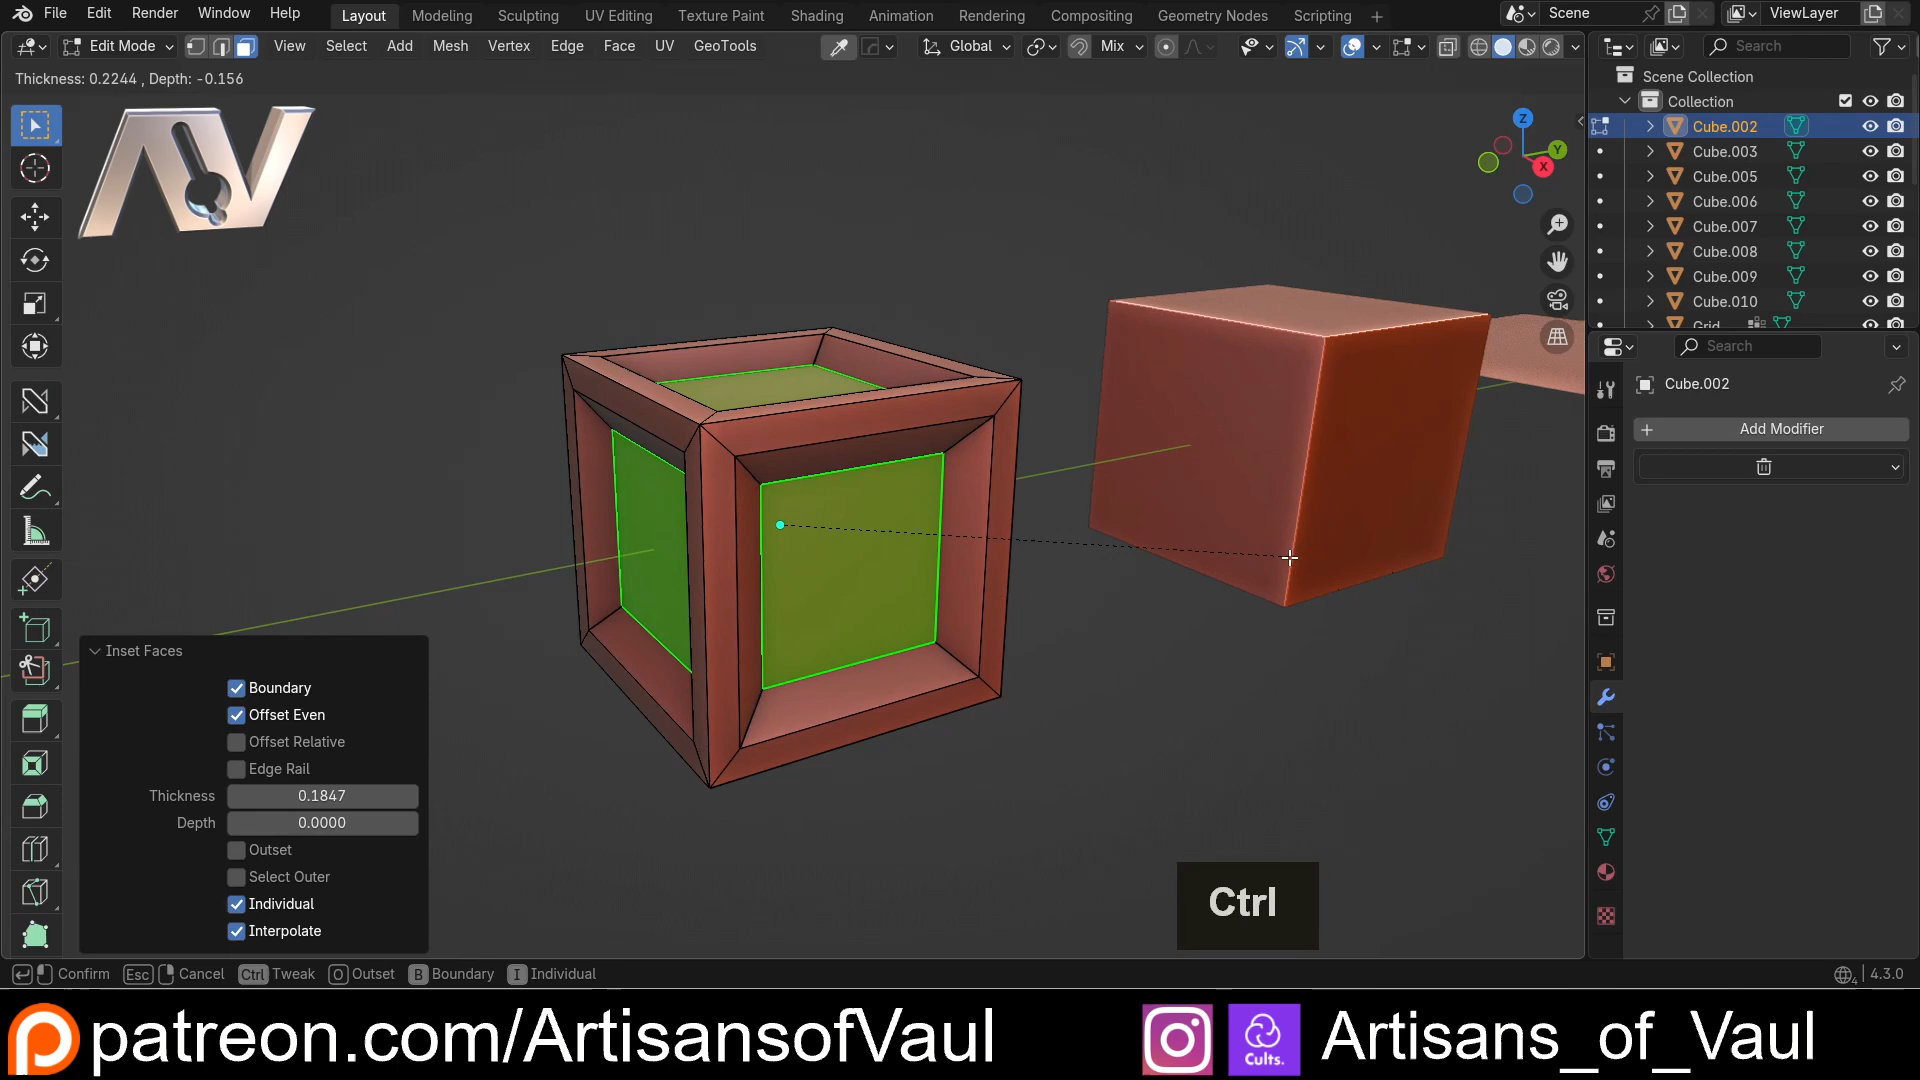 File Edit Render Window Help Layout Modeling Sculpting UV Editing Texture Paint Shading Animation Rendering Compositing Geometry Nodes Scripting + Scene ViewLayer
Edit Mode View Select Add Mesh Vertex Edge Face UV GeoTools Global Mix Search
Thickness: 0.2244 , Depth: -0.156
Scene Collection
Collection
Cube.002
Cube.003
Cube.005
Cube.006
Cube.007
Cube.008
Cube.009
Cube.010
Grid
Z
Y
X
AV
Search
Cube.002
Add Modifier
Inset Faces
Boundary
Offset Even
Offset Relative
Edge Rail
Thickness 0.1847
Depth 0.0000
Outset
Select Outer
Individual
Interpolate
Ctrl
Confirm Esc Cancel Ctrl Tweak O Outset B Boundary I Individual 4.3.0
patreon.com/ArtisansofVaul Cults. Artisans_of_Vaul